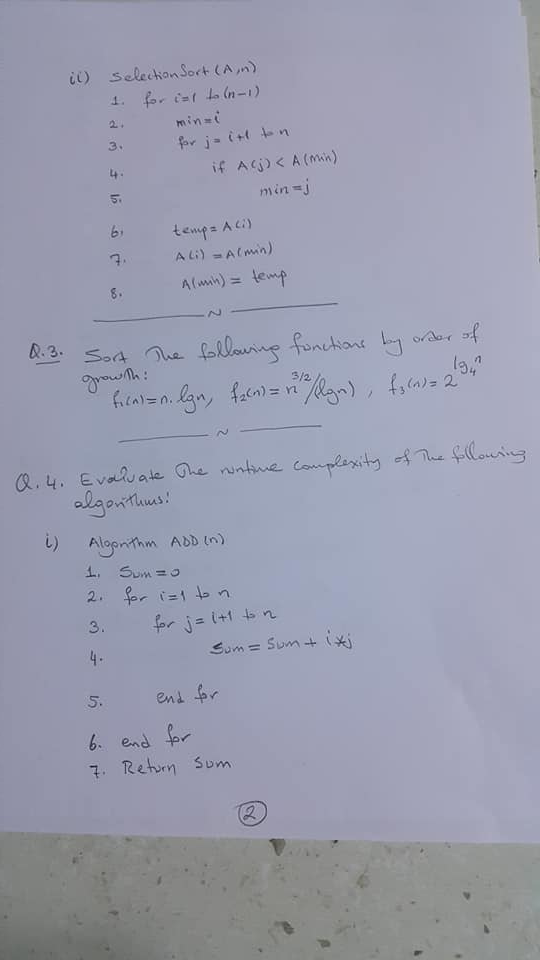 ii) SelectionSort (A,n)
1. for i=1 to (n-1)
2. min=i
3. for j= i+1 to n
4. if A(j) < A(min)
5. min=j
6. temp= A(i)
7. A(i) = A(min)
8. A(min) = temp
Q.3. Sort The following functions by order of
growth:
f₁(n)=n.lgn, f₂(n)= n^3/2/(lgn), f₃(n)= 2^lg₄n
Q.4. Evaluate The runtime complexity of The following
algorithms:
i) Algorithm ADD (n)
1. Sum=0
2. for i=1 to n
3. for j= i+1 to n
4. Sum= Sum + i*j
5. end for
6. end for
7. Return Sum
2